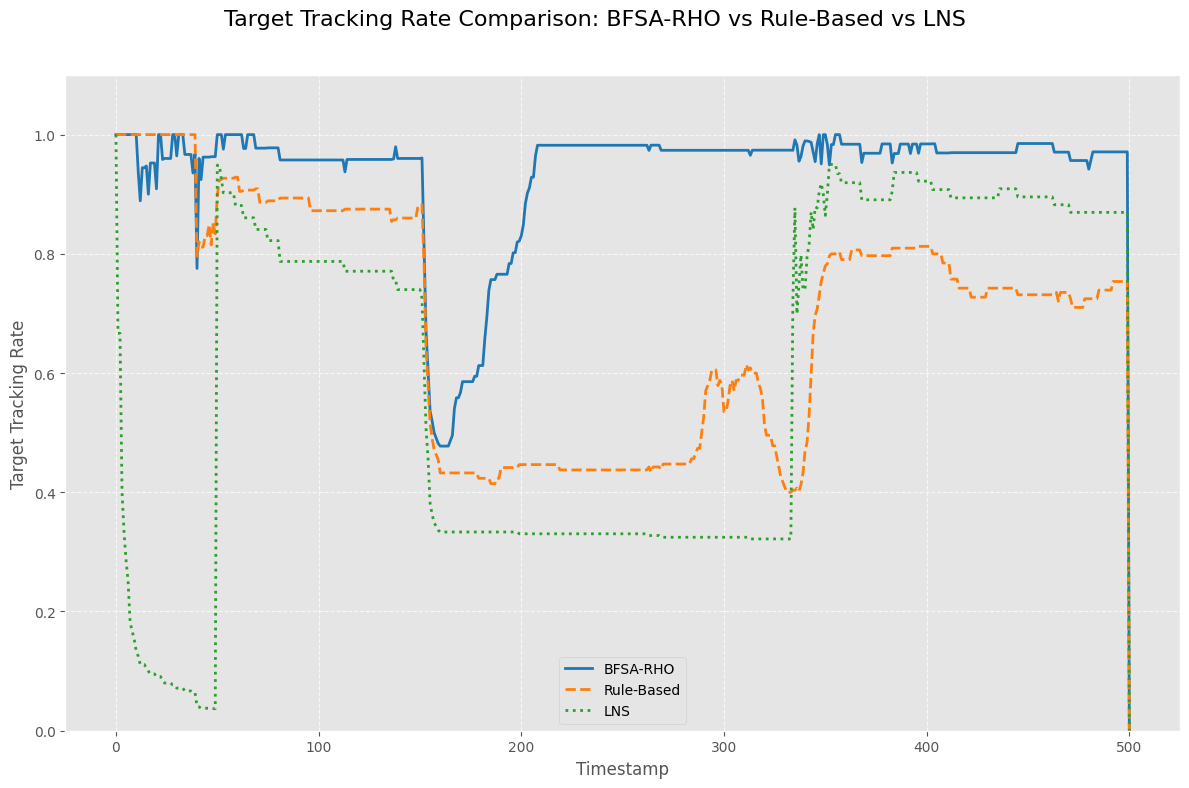 Target Tracking Rate Comparison: BFSA-RHO vs Rule-Based vs LNS
Target Tracking Rate
1.0
0.8
0.6
0.4
0.2
0.0
BFSA-RHO
Rule-Based
LNS
0 100 200 300 400 500
Timestamp